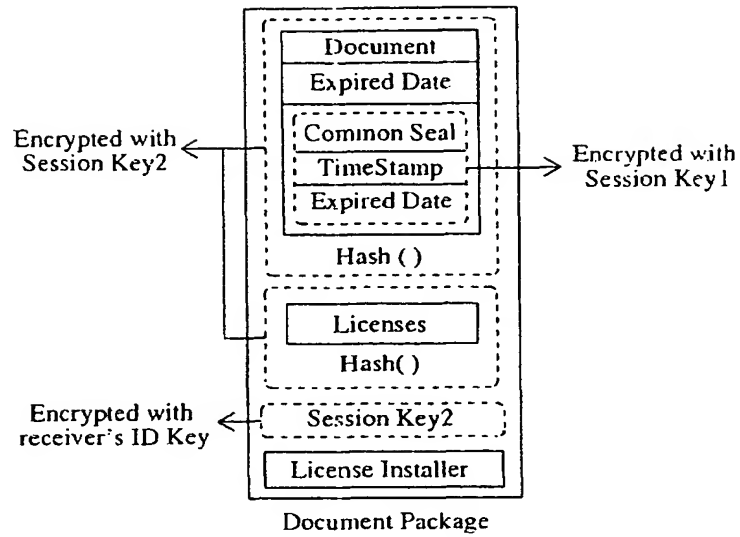 Document
Expired Date
Common Seal
TimeStamp
Expired Date
Hash ( )
Encrypted with
Session Key2
Encrypted with
Session Key1
Licenses
Hash( )
Encrypted with
receiver's ID Key
Session Key2
License Installer
Document Package